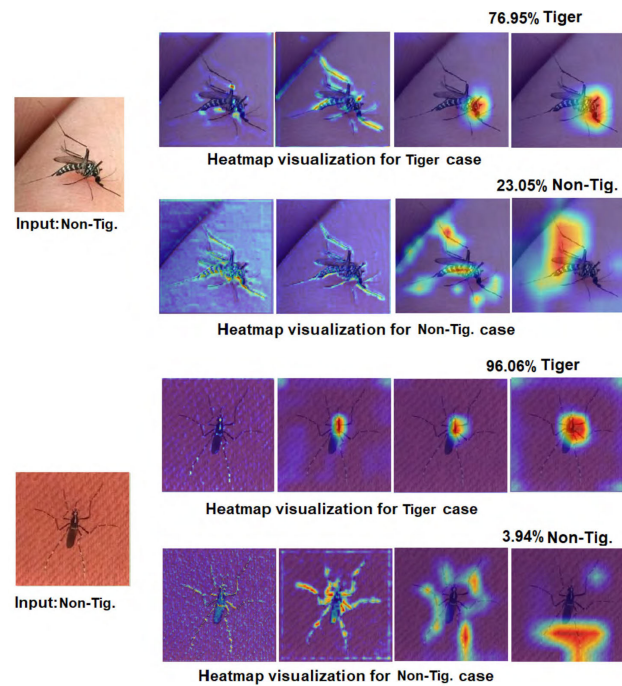 76.95% Tiger
Heatmap visualization for Tiger case
Input:Non-Tig.
23.05% Non-Tig.
Heatmap visualization for Non-Tig. case
96.06% Tiger
Heatmap visualization for Tiger case
Input:Non-Tig.
3.94% Non-Tig.
Heatmap visualization for Non-Tig. case